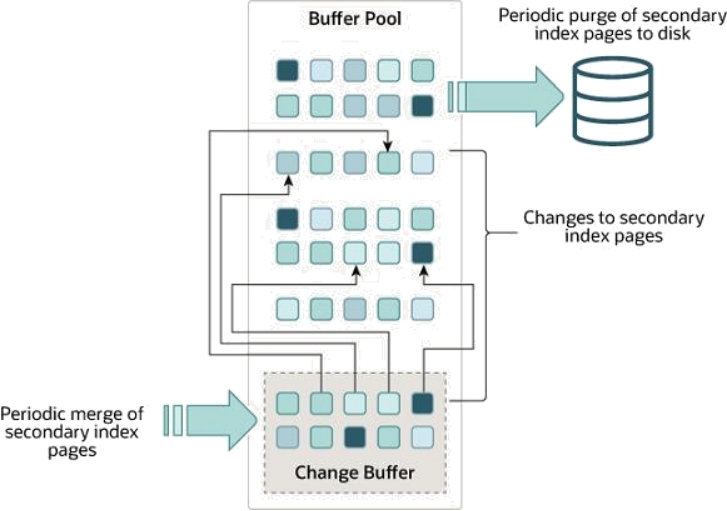 Buffer Pool
Periodic purge of secondary
index pages to disk
Changes to secondary
index pages
Periodic merge of
secondary index
pages
Change Buffer